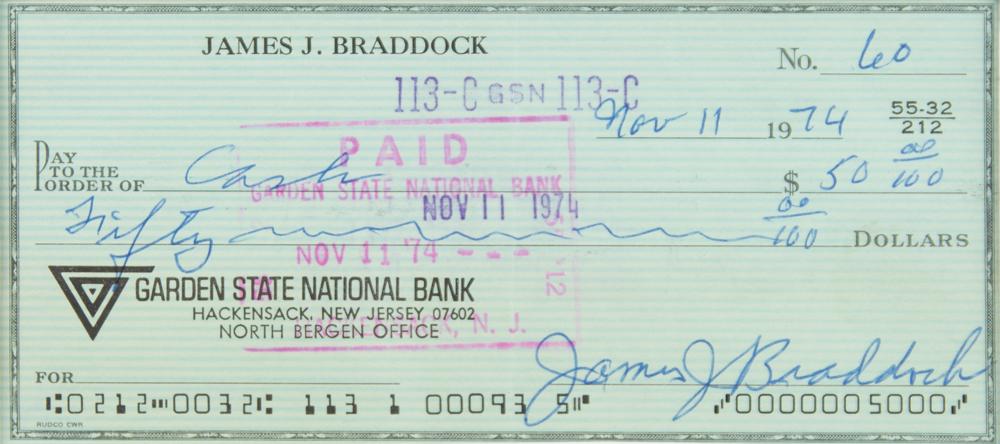 JAMES J. BRADDOCK
No. 60
113-C GSN 113-C
Nov 11 1974
55-32
212
PAID
PAY TO THE ORDER OF Cash $ 50 00/100
GARDEN STATE NATIONAL BANK
NOV 11 1974
Fifty 00/100 DOLLARS
NOV 11 '74 - - -
GARDEN STATE NATIONAL BANK
HACKENSACK, NEW JERSEY 07602
NORTH BERGEN OFFICE
N. J.
James J Braddock
FOR
⑆0212⑉0032⑆ 113 1 00093 5⑈ ⑇0000005000⑇
RUDCO CWR